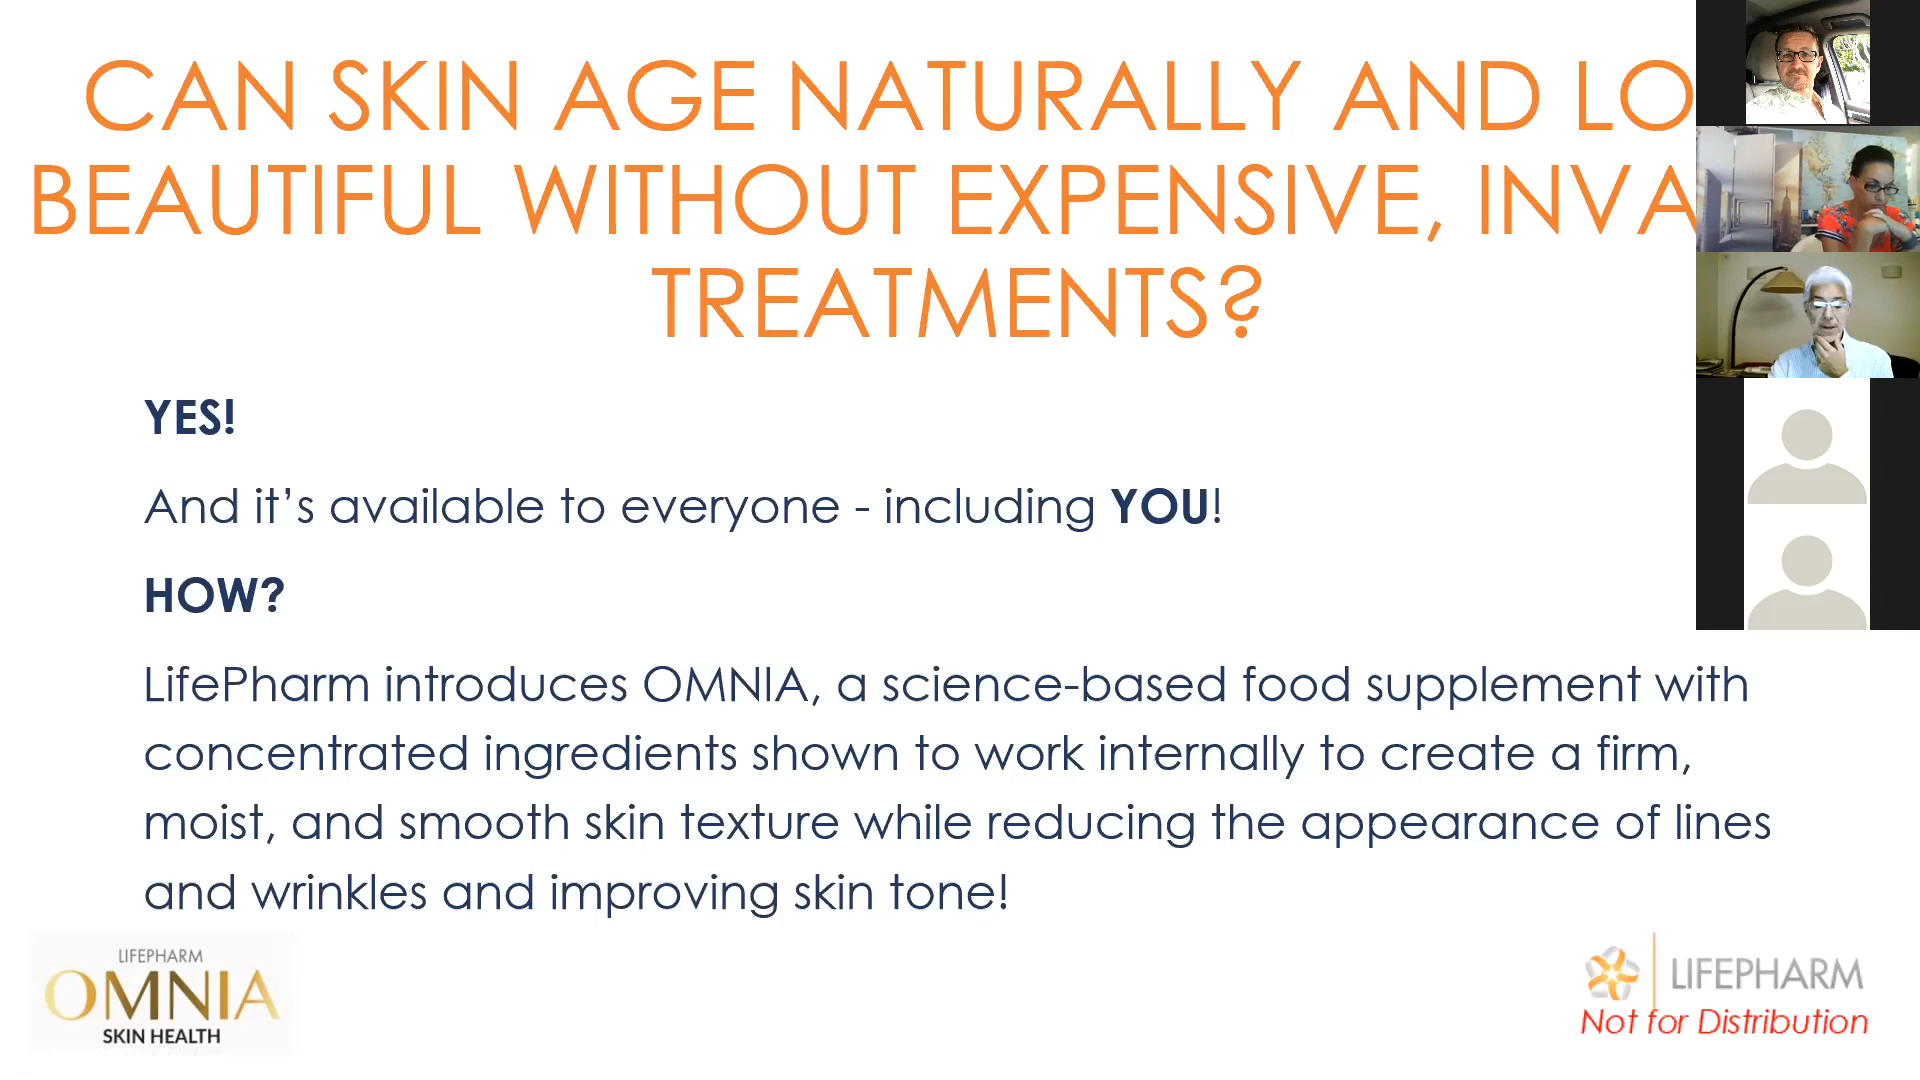 CAN SKIN AGE NATURALLY AND LO
BEAUTIFUL WITHOUT EXPENSIVE, INVA
TREATMENTS?
YES!
And it’s available to everyone - including YOU!
HOW?
LifePharm introduces OMNIA, a science-based food supplement with
concentrated ingredients shown to work internally to create a firm,
moist, and smooth skin texture while reducing the appearance of lines
and wrinkles and improving skin tone!
LIFEPHARM
OMNIA
SKIN HEALTH
LIFEPHARM
Not for Distribution